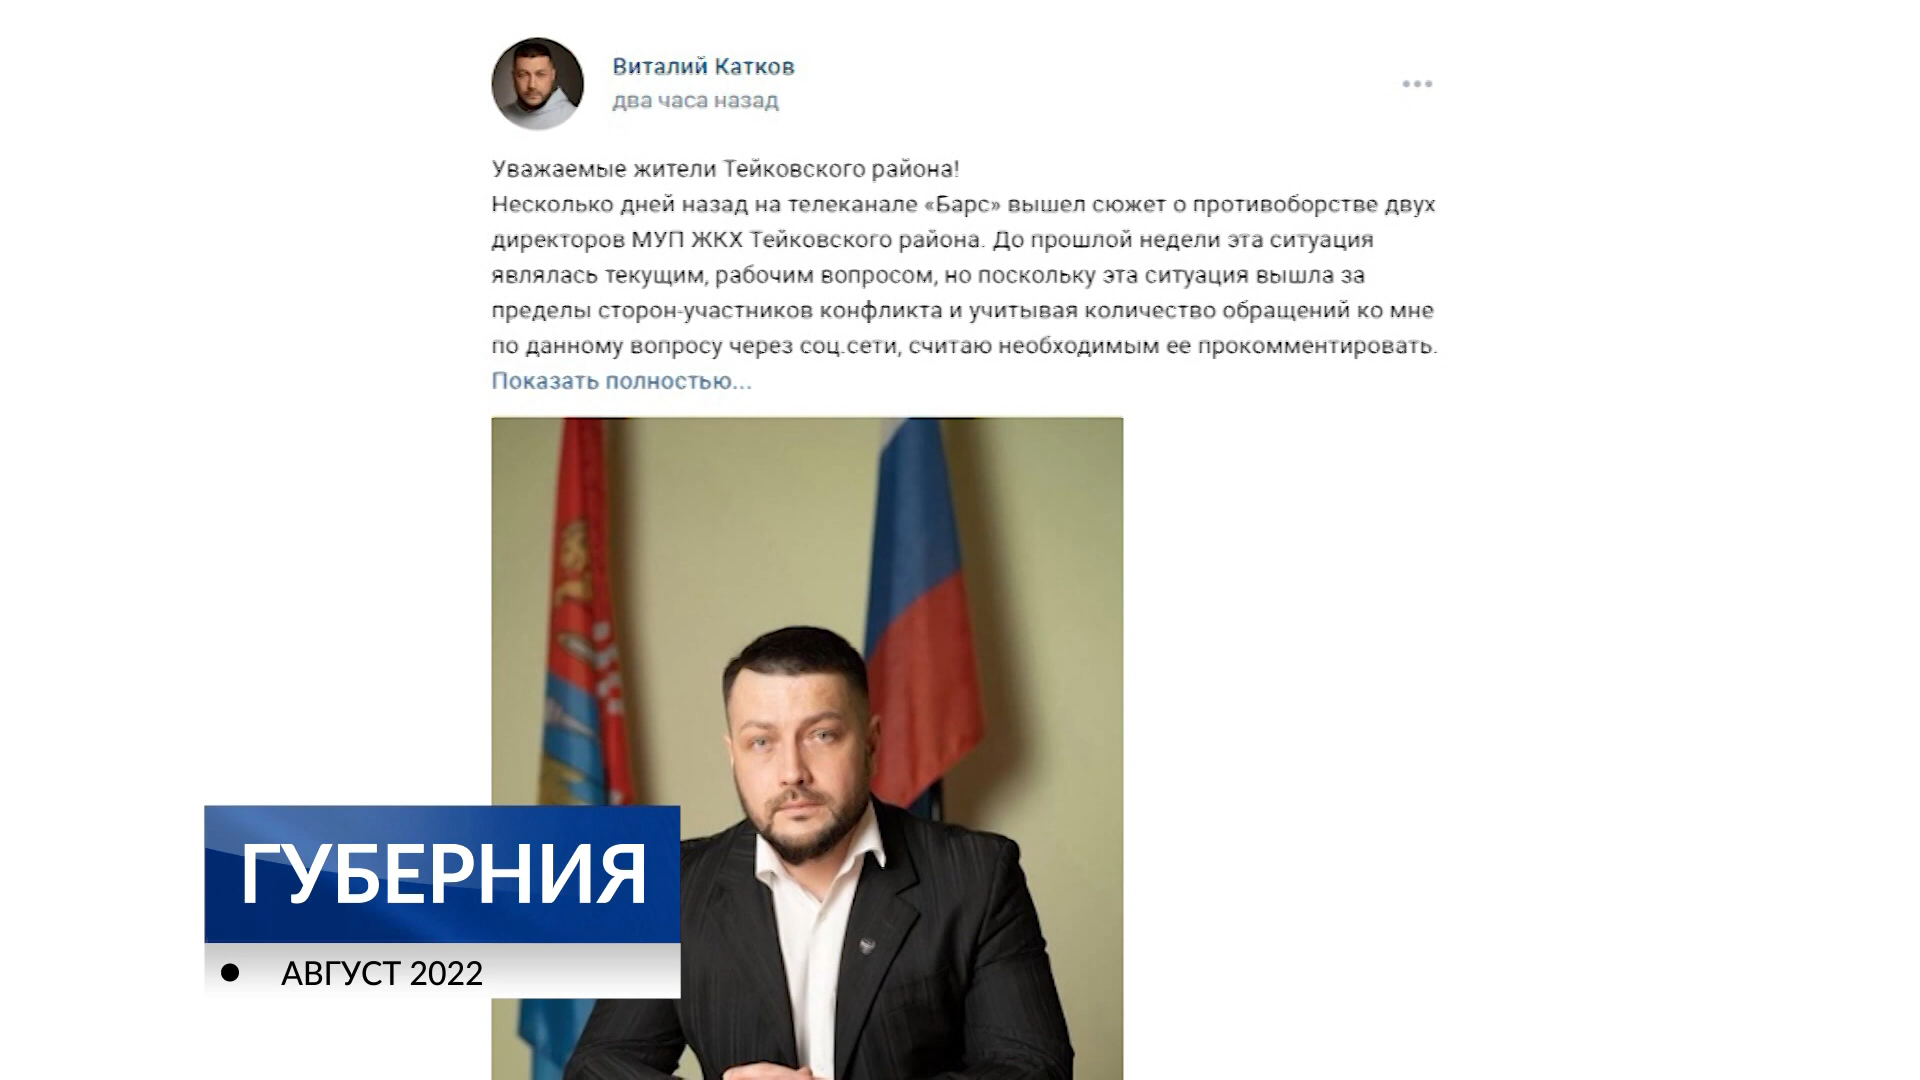 Виталий Катков
два часа назад
Уважаемые жители Тейковского района!
Несколько дней назад на телеканале «Барс» вышел сюжет о противоборстве двух
директоров МУП ЖКХ Тейковского района. До прошлой недели эта ситуация
являлась текущим, рабочим вопросом, но поскольку эта ситуация вышла за
пределы сторон-участников конфликта и учитывая количество обращений ко мне
по данному вопросу через соц.сети, считаю необходимым ее прокомментировать.
Показать полностью...
ГУБЕРНИЯ
• АВГУСТ 2022